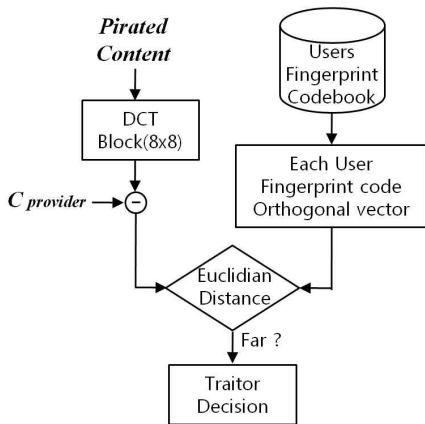 Pirated
Content
Users
Fingerprint
Codebook
DCT
Block(8x8)
Each User
Fingerprint code
Orthogonal vector
C provider
−
Euclidian
Distance
Far ?
Traitor
Decision